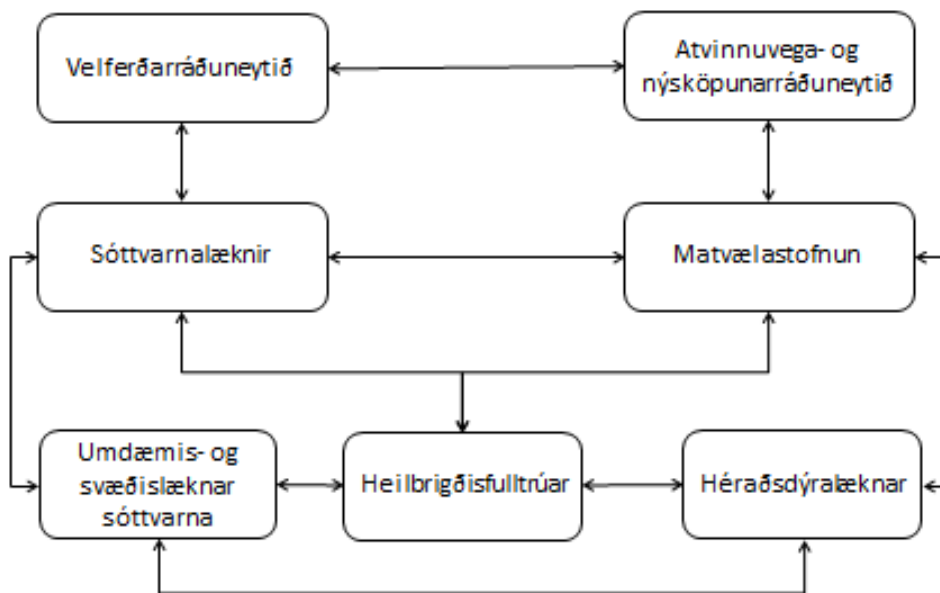 Velferðarráðuneytið
Atvinnuvega- og
nýsköpunarráðuneytið
Sóttvarnalæknir
Matvælastofnun
Umdæmis- og
svæðislæknar
sóttvarna
Heilbrigðisfulltrúar
Héraðsdýralæknar